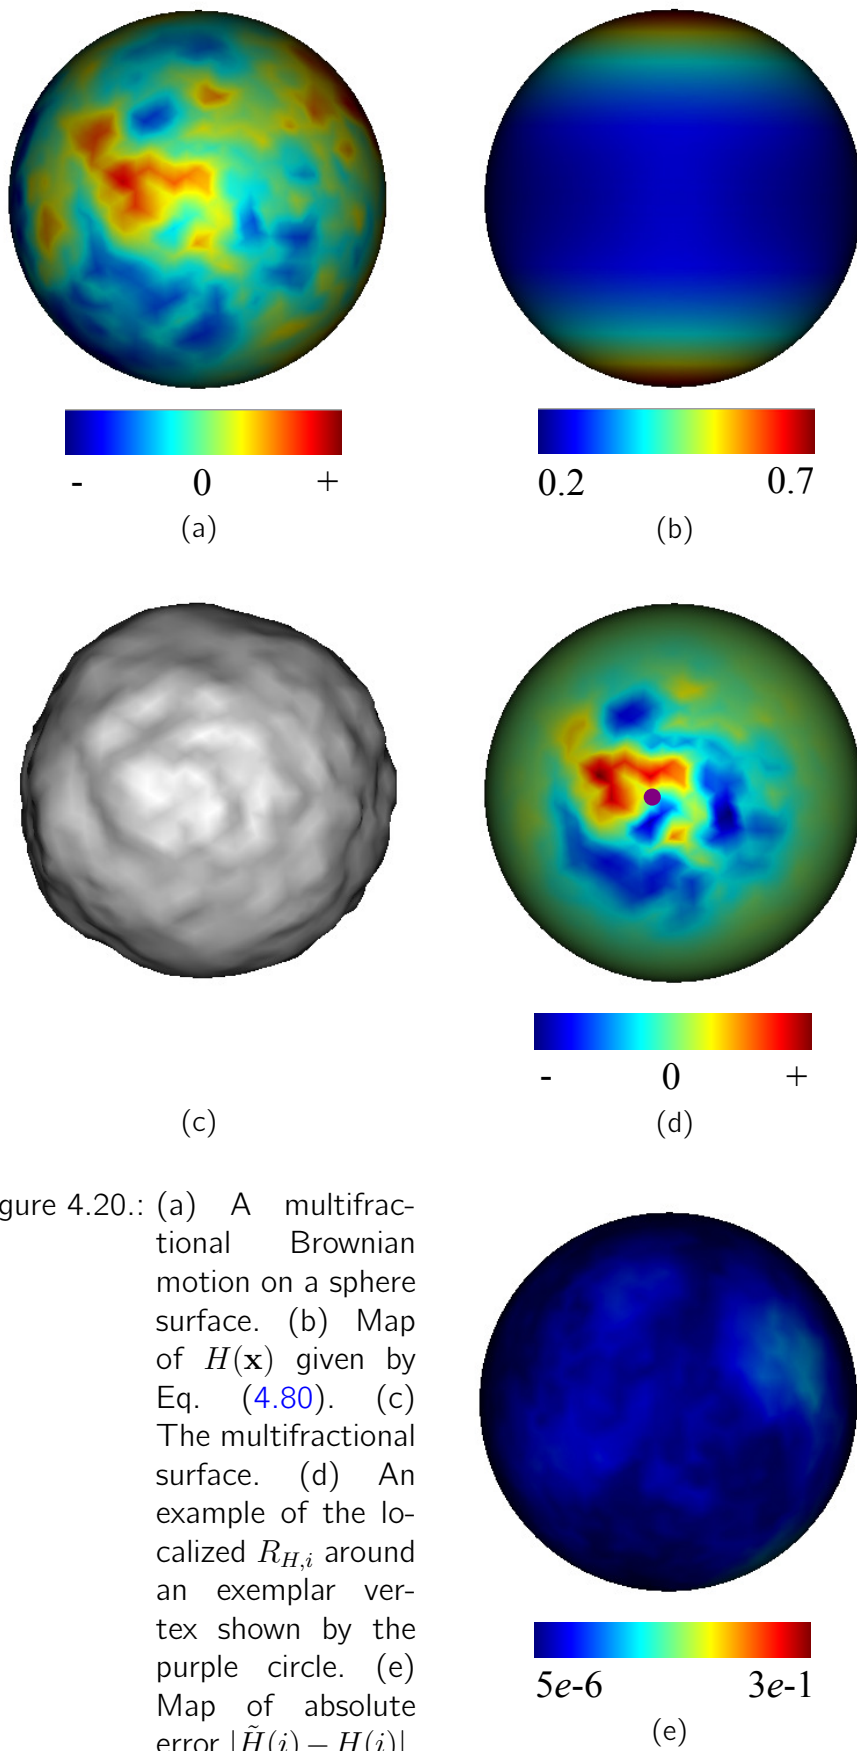 - 0 +
(a)
0.2 0.7
(b)
(c)
- 0 +
(d)
gure 4.20.: (a) A multifrac-
tional Brownian
motion on a sphere
surface. (b) Map
of H(x) given by
Eq. (4.80). (c)
The multifractional
surface. (d) An
example of the lo-
calized R_{H,i} around
an exemplar ver-
tex shown by the
purple circle. (e)
Map of absolute
error |H̃(i) − H(i)|.
5e-6 3e-1
(e)